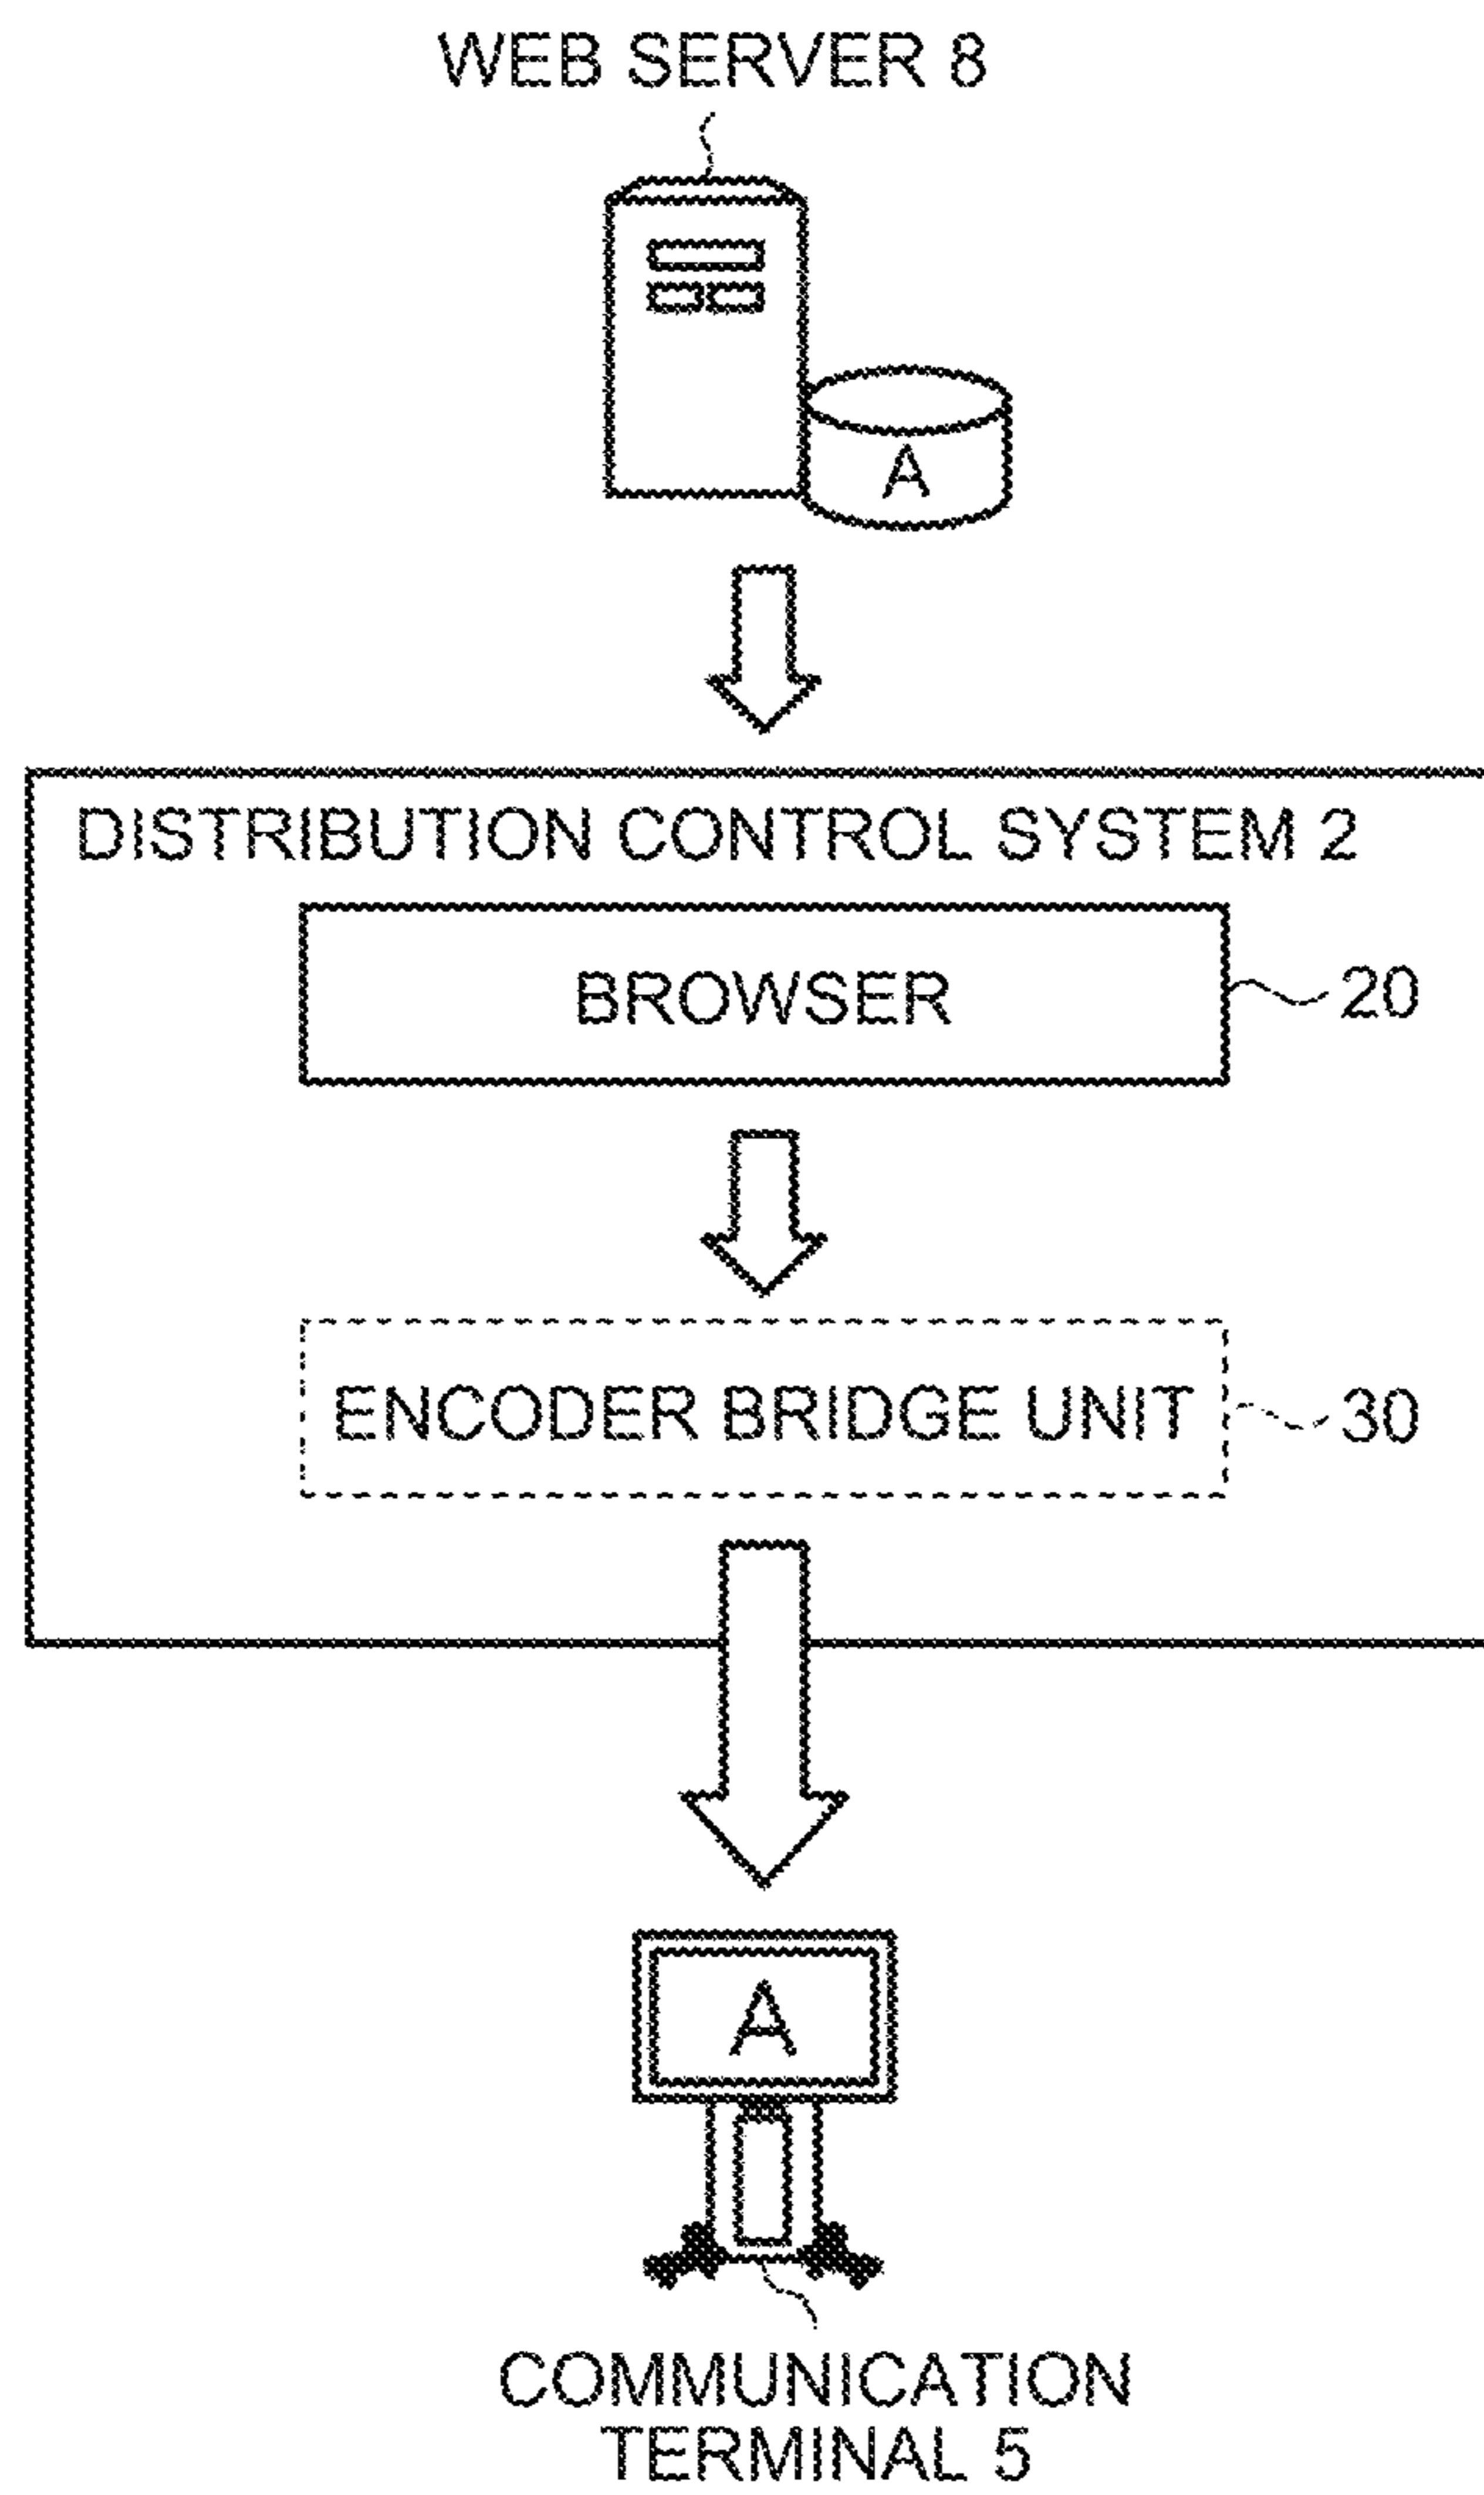 WEB SERVER 8
A
DISTRIBUTION CONTROL SYSTEM 2
BROWSER
20
ENCODER BRIDGE UNIT
30
A
COMMUNICATION
TERMINAL 5